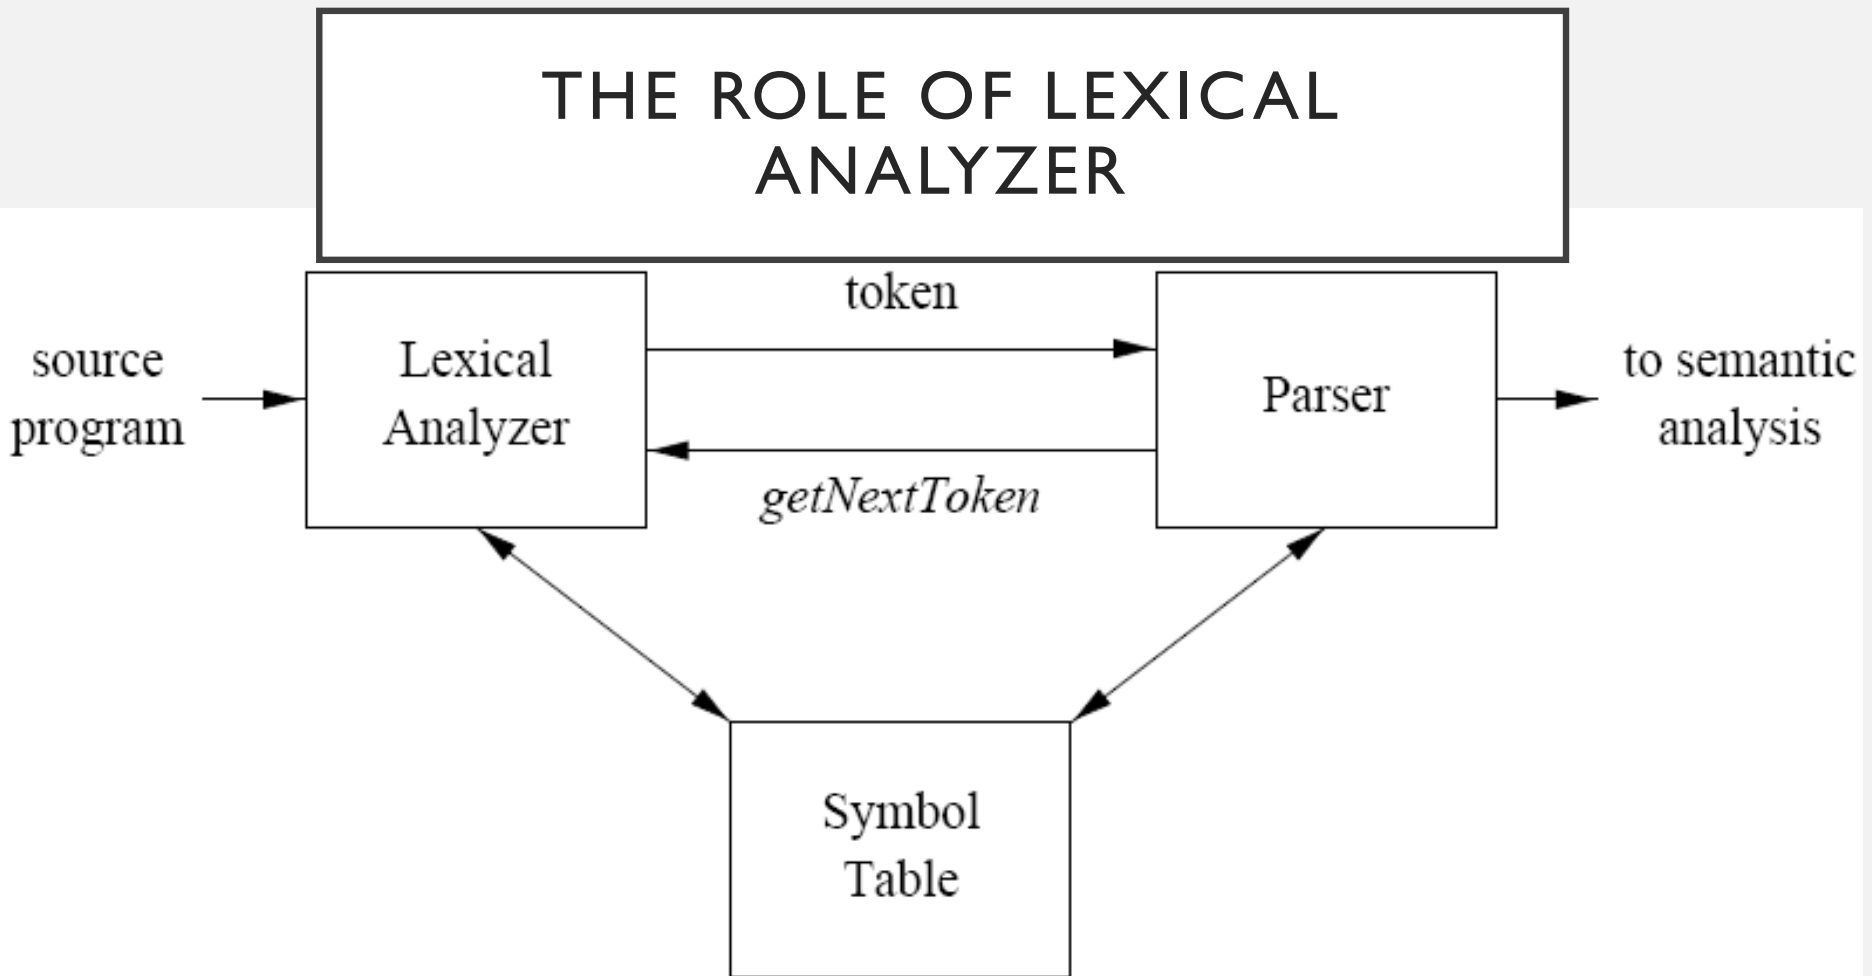 THE ROLE OF LEXICAL
ANALYZER
token
source
program
Lexical
Analyzer
Parser
to semantic
analysis
getNextToken
Symbol
Table